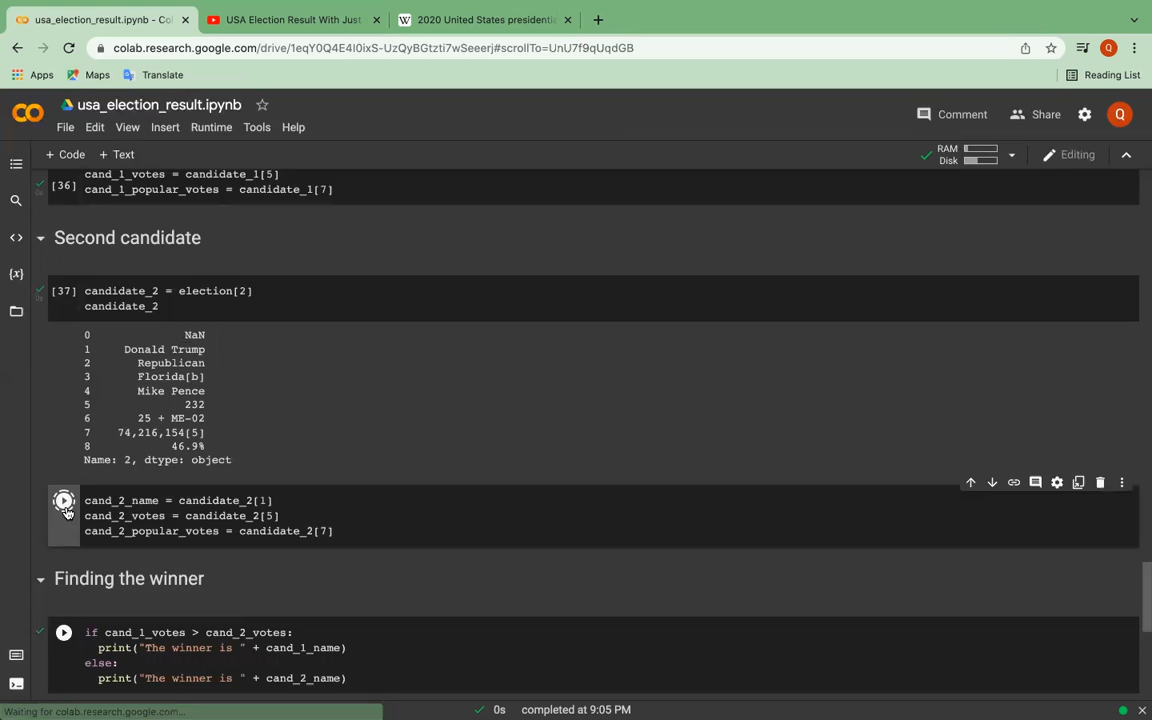 usa_election_result.ipynb - Co
USA Election Result With Just
W
2020 United States presidentia
colab.research.google.com/drive/1eqY0Q4E4I0ixS-UzQyBGtzti7wSeeerj#scrollTo=UnU7f9qUqdGB
Q
Apps
Maps
Translate
Reading List
usa_election_result.ipynb
File
Edit
View
Insert
Runtime
Tools
Help
Comment
Share
Q
+ Code
+ Text
RAM
Disk
Editing
cand_1_votes = candidate_1[5]
[36]
cand_1_popular_votes = candidate_1[7]
Second candidate
[37]
candidate_2 = election[2]
candidate_2
0 NaN
1 Donald Trump
2 Republican
3 Florida[b]
4 Mike Pence
5 232
6 25 + ME-02
7 74,216,154[5]
8 46.9%
Name: 2, dtype: object
cand_2_name = candidate_2[1]
cand_2_votes = candidate_2[5]
cand_2_popular_votes = candidate_2[7]
Finding the winner
if cand_1_votes > cand_2_votes:
print("The winner is " + cand_1_name)
else:
print("The winner is " + cand_2_name)
Waiting for colab.research.google.com...
0s
completed at 9:05 PM